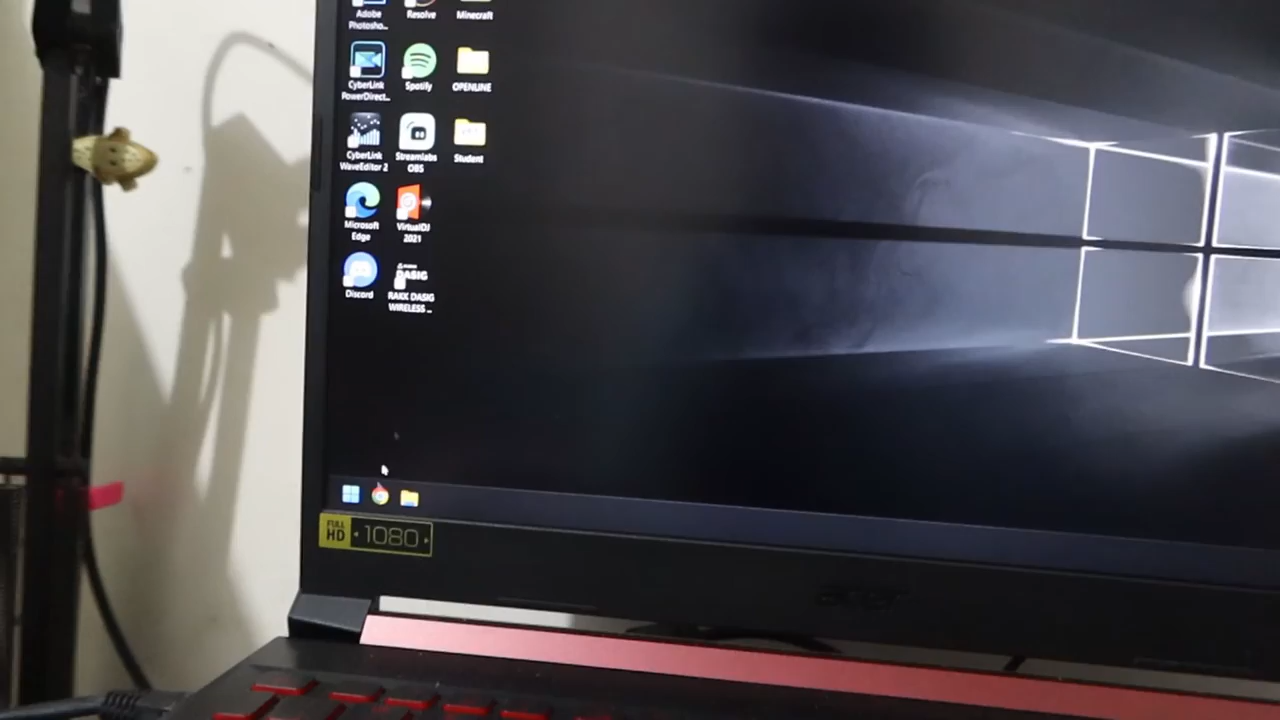 Adobe
Photosho...
Resolve
Minecraft
CyberLink
PowerDirect...
Spotify
OPENLINE
CyberLink
WaveEditor 2
Streamlabs
OBS
Student
Microsoft
Edge
VirtualDJ
2021
Discord
DASIG
RAKK DASIG
WIRELESS ...
FULL
HD
1080
acer